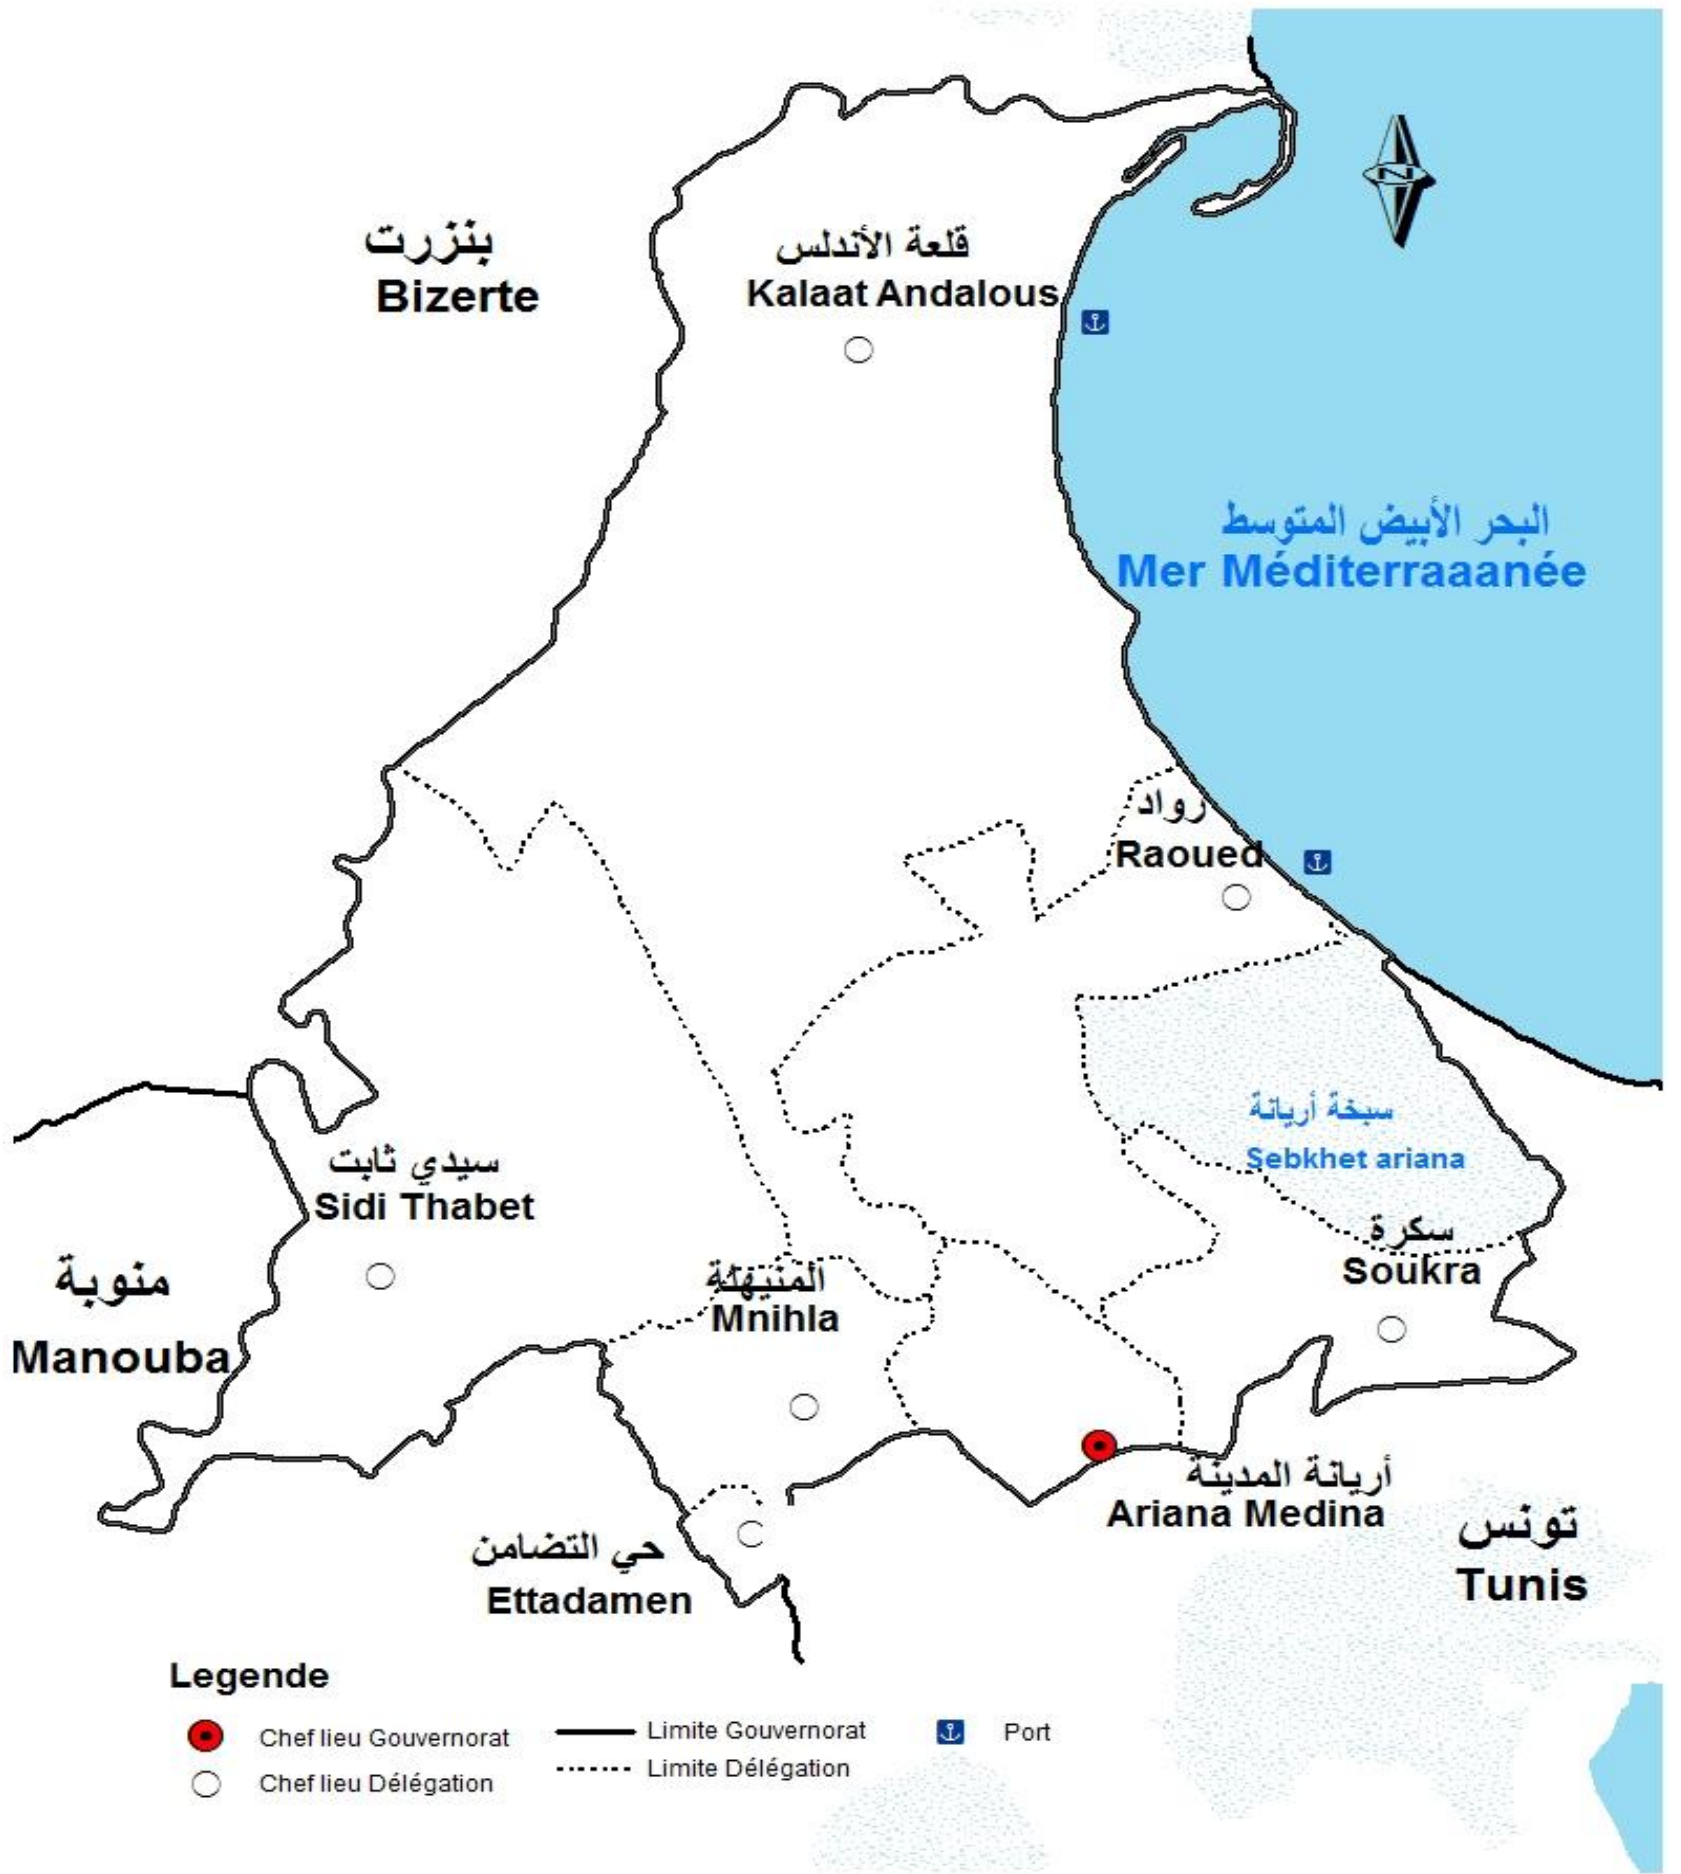 بنزرت
Bizerte
قلعة الأندلس
Kalaat Andalous
N
البحر الأبيض المتوسط
Mer Méditerraaanée
رواد
Raoued
سبخة أريانة
Sebkhet ariana
سيدي ثابت
Sidi Thabet
سكرة
Soukra
منوبة
Manouba
المنيهلة
Mnihla
أريانة المدينة
Ariana Medina
تونس
Tunis
حي التضامن
Ettadamen
Legende
Chef lieu Gouvernorat
Limite Gouvernorat
Port
Chef lieu Délégation
Limite Délégation